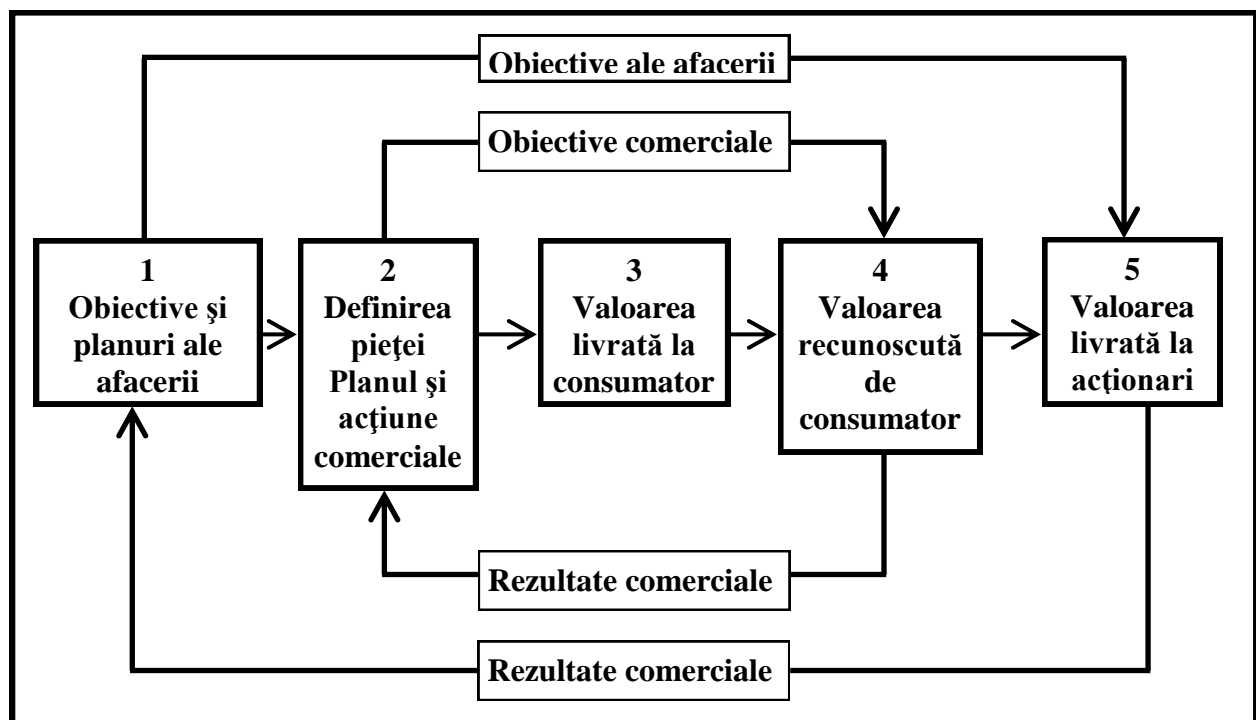 Obiective ale afacerii
Obiective comerciale
1
Obiective şi
planuri ale
afacerii
2
Definirea
pieţei
Planul şi
acţiune
comerciale
3
Valoarea
livrată la
consumator
4
Valoarea
recunoscută
de
consumator
5
Valoarea
livrată la
acţionari
Rezultate comerciale
Rezultate comerciale